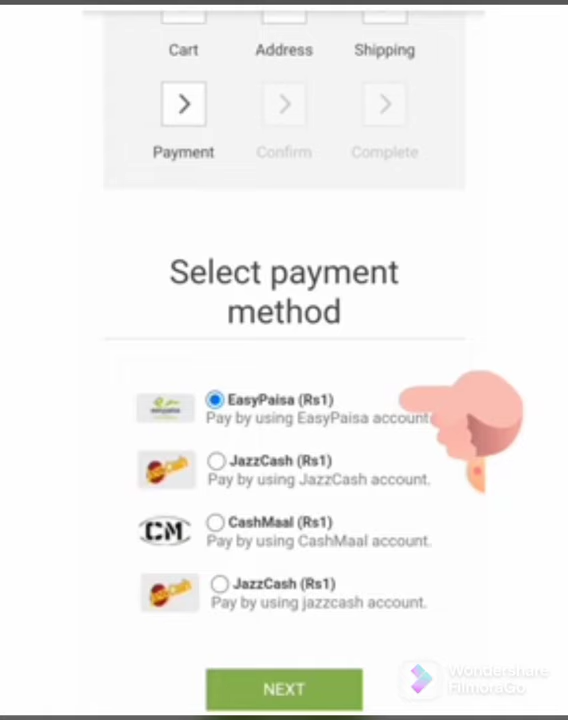 Cart Address Shipping
Payment Confirm Complete
Select payment
method
EasyPaisa (Rs1)
Pay by using EasyPaisa account.
JazzCash (Rs1)
Pay by using JazzCash account.
CM
CashMaal (Rs1)
Pay by using CashMaal account.
JazzCash (Rs1)
Pay by using jazzcash account.
NEXT
Wondershare
FilmoraGo